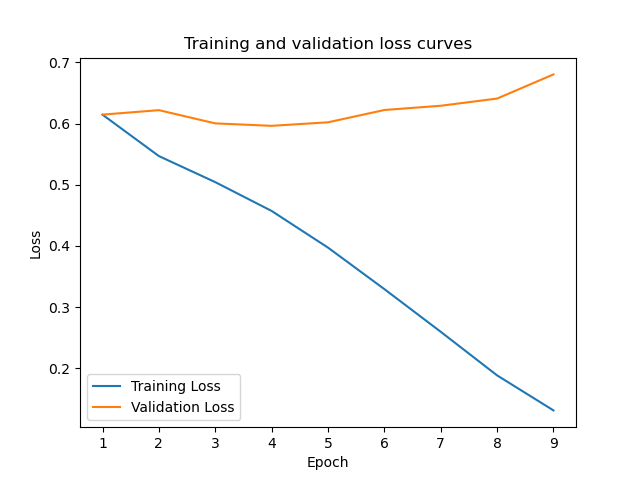 Training and validation loss curves
0.7
0.6
0.5
0.4
0.3
0.2
Loss
Training Loss
Validation Loss
1 2 3 4 5 6 7 8 9
Epoch